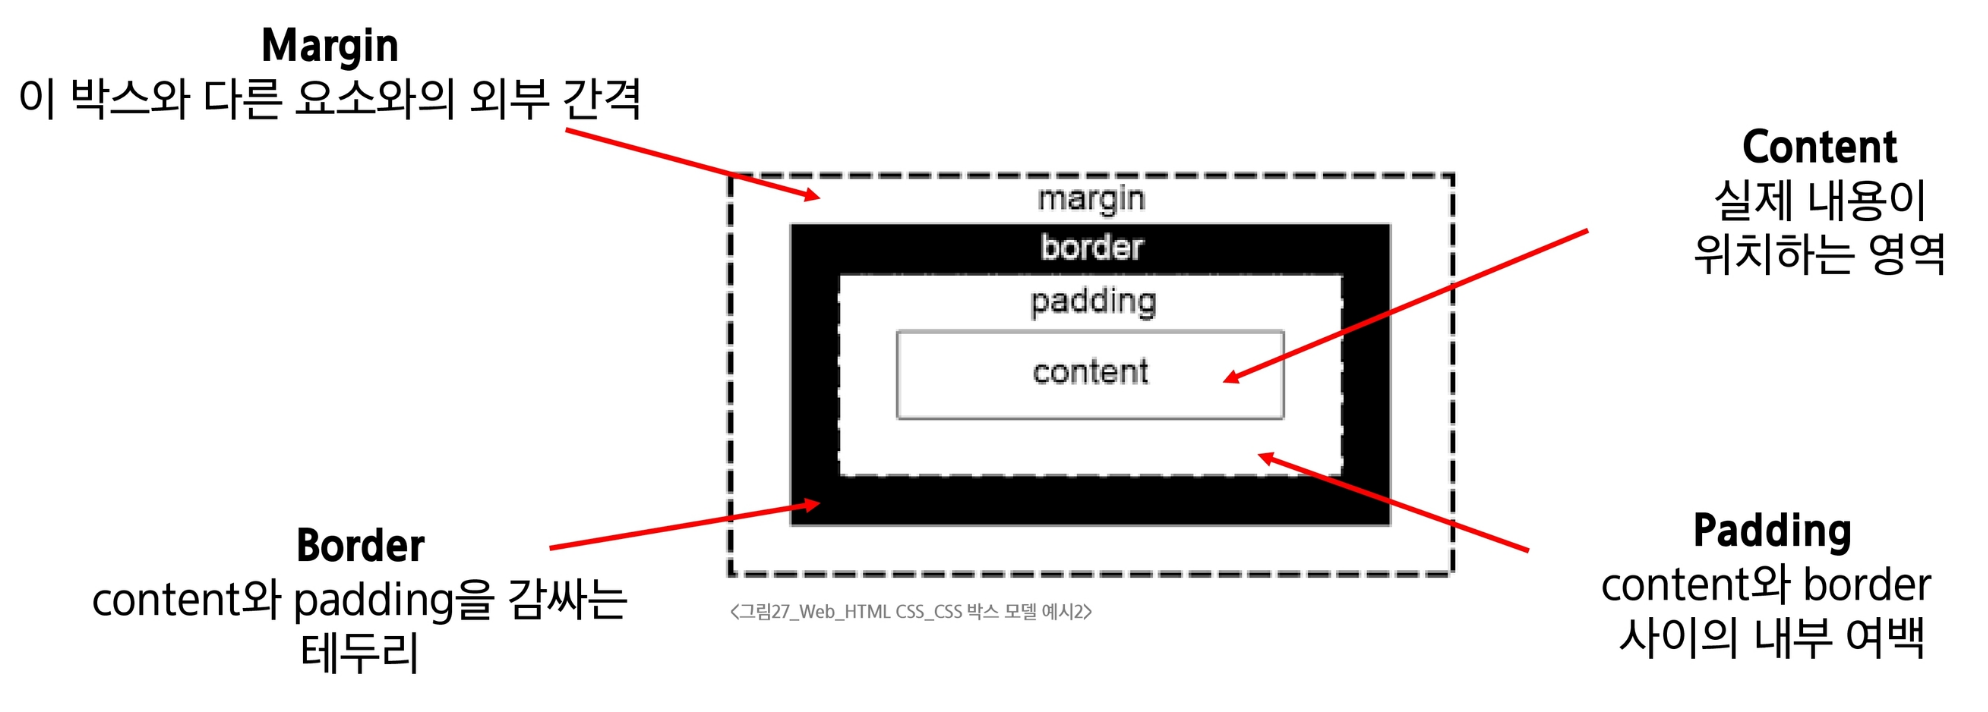 Margin
이 박스와 다른 요소와의 외부 간격
Content
실제 내용이
위치하는 영역
margin
border
padding
content
Border
content와 padding을 감싸는
테두리
Padding
content와 border
사이의 내부 여백
<그림27_Web_HTML CSS_CSS 박스 모델 예시2>